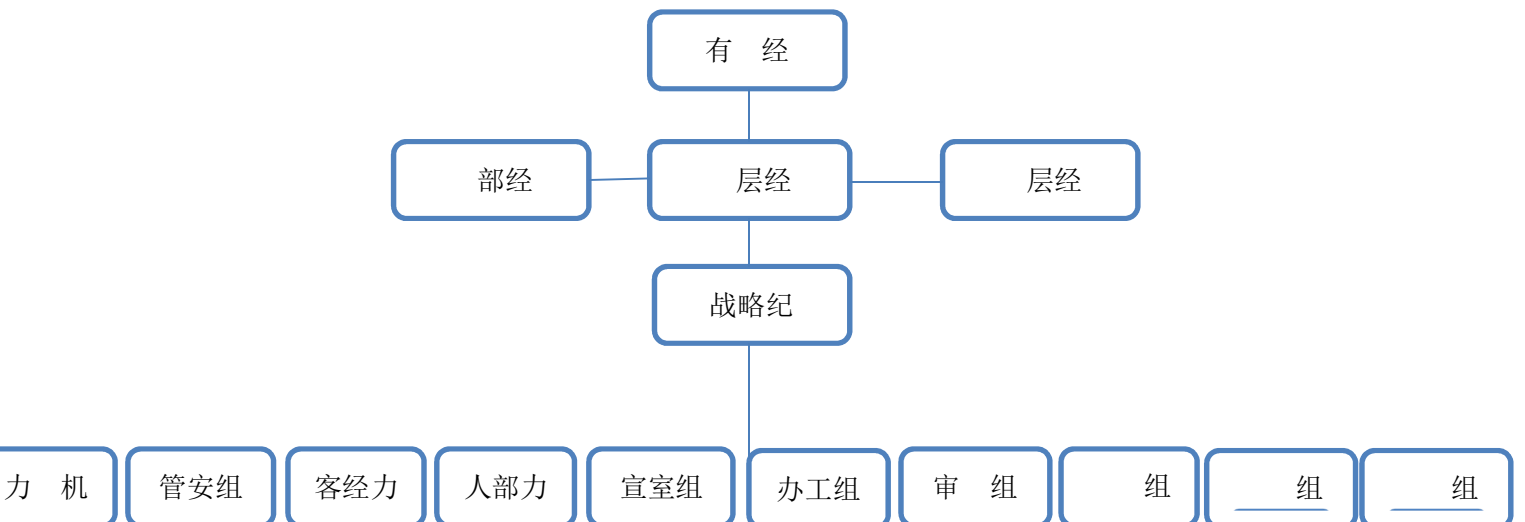 有 经
部经
层经
层经
战略纪
力 机
管安组
客经力
人部力
宣室组
办工组
审 组
组
组
组